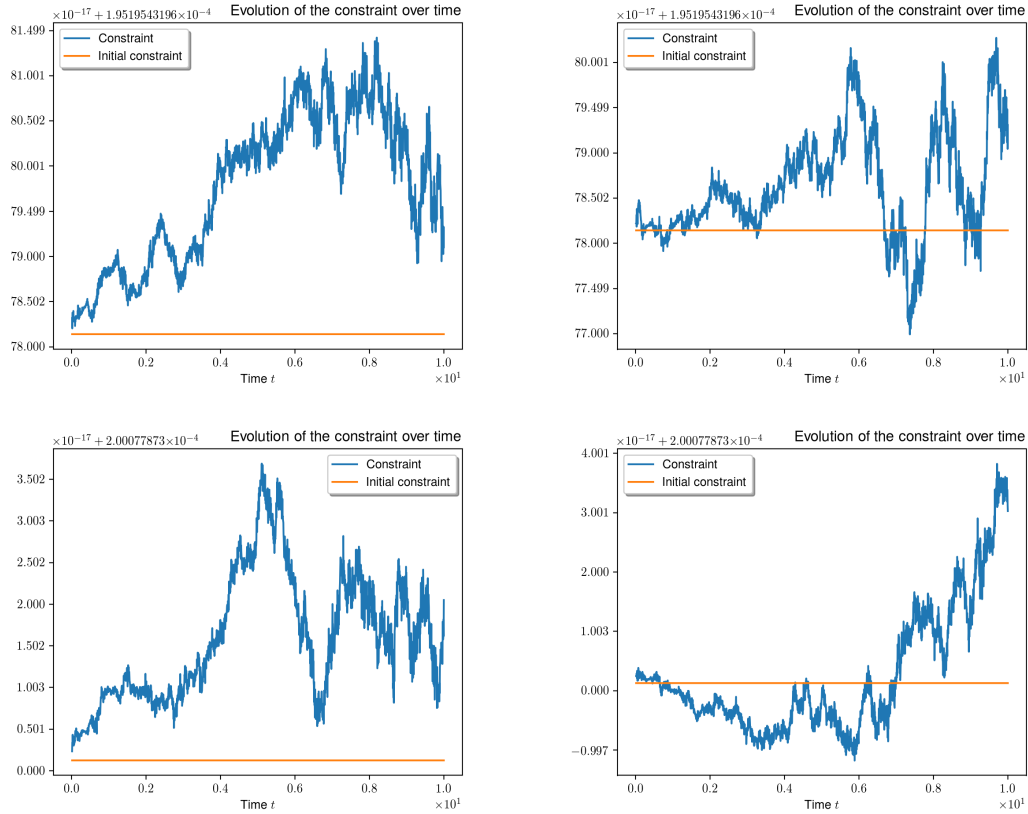 ×10⁻¹⁷ + 1.9519543196×10⁻⁴ Evolution of the constraint over time
Constraint
Initial constraint
81.499
81.001
80.502
80.001
79.499
79.000
78.502
78.000
0.0 0.2 0.4 0.6 0.8 1.0
Time t ×10¹
×10⁻¹⁷ + 1.9519543196×10⁻⁴ Evolution of the constraint over time
Constraint
Initial constraint
80.001
79.499
79.000
78.502
78.000
77.499
77.000
0.0 0.2 0.4 0.6 0.8 1.0
Time t ×10¹
×10⁻¹⁷ + 2.00077873×10⁻⁴ Evolution of the constraint over time
Constraint
Initial constraint
3.502
3.003
2.502
2.000
1.502
1.003
0.501
0.000
0.0 0.2 0.4 0.6 0.8 1.0
Time t ×10¹
×10⁻¹⁷ + 2.00077873×10⁻⁴ Evolution of the constraint over time
Constraint
Initial constraint
4.001
3.001
2.000
1.003
0.000
−0.997
0.0 0.2 0.4 0.6 0.8 1.0
Time t ×10¹